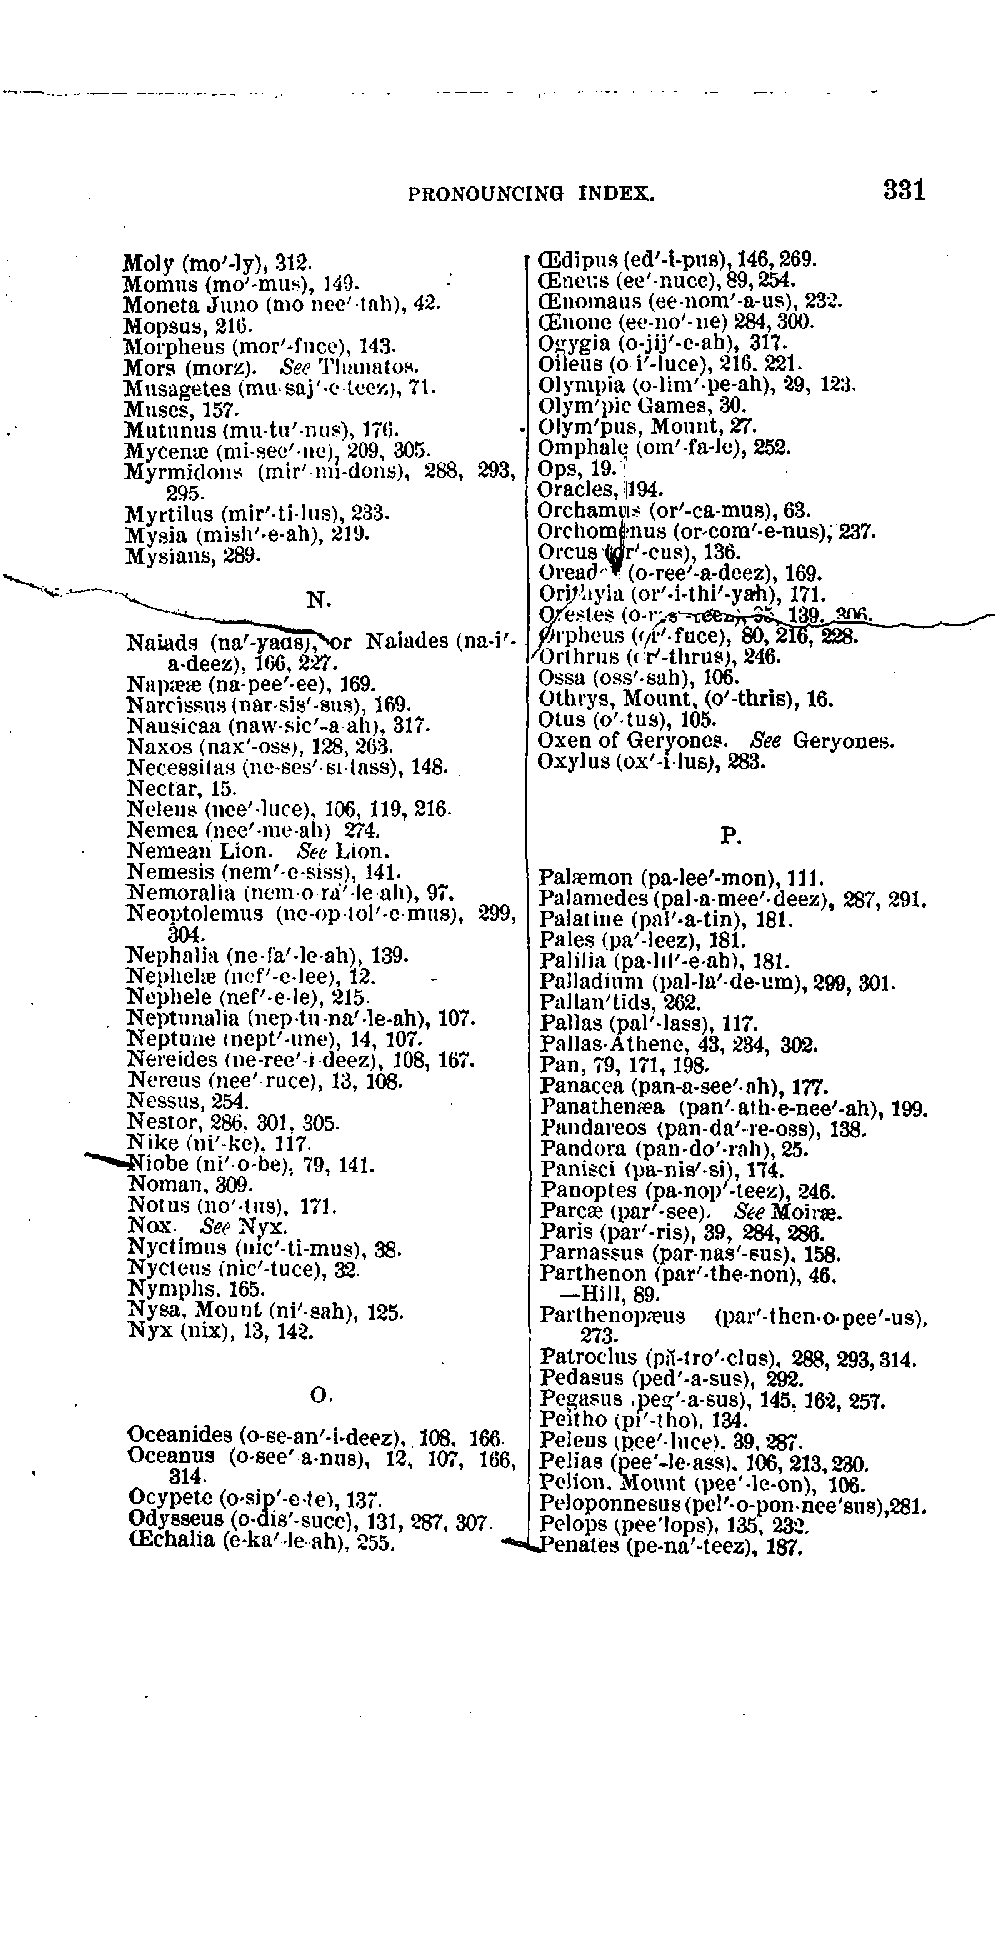 PRONOUNCING INDEX. 331
Moly (mo′-ly), 312.
Momus (mo′-mus), 149.
Moneta Juno (mo nee′-tah), 42.
Mopsus, 216.
Morpheus (mor′-fuce), 143.
Mors (morz). See Thanatos.
Musagetes (mu-saj′-e-teez), 71.
Muses, 157.
Mutunus (mu-tu′-nus), 176.
Mycenæ (mi-see′-ne), 209, 305.
Myrmidons (mir′-mi-dons), 288, 293,
295.
Myrtilus (mir′-ti-lus), 233.
Mysia (mish′-e-ah), 219.
Mysians, 289.
N.
Naiads (na′-yads), or Naiades (na-i′-
a-deez), 166, 227.
Napææ (na-pee′-ee), 169.
Narcissus (nar-sis′-sus), 169.
Nausicaa (naw-sic′-a-ah), 317.
Naxos (nax′-oss), 128, 263.
Necessitas (ne-ses′-si-tass), 148.
Nectar, 15.
Neleus (nee′-luce), 106, 119, 216.
Nemea (nee′-me-ah) 274.
Nemean Lion. See Lion.
Nemesis (nem′-e-siss), 141.
Nemoralia (nem-o-ra′-le-ah), 97.
Neoptolemus (ne-op-tol′-e-mus), 299,
304.
Nephalia (ne-fa′-le-ah), 139.
Nephelæ (nef′-e-lee), 12.
Nephele (nef′-e-le), 215.
Neptunalia (nep-tu-na′-le-ah), 107.
Neptune (nept′-une), 14, 107.
Nereides (ne-ree′-i-deez), 108, 167.
Nereus (nee′-ruce), 13, 108.
Nessus, 254.
Nestor, 286, 301, 305.
Nike (ni′-ke), 117.
Niobe (ni′-o-be), 79, 141.
Noman, 309.
Notus (no′-tus), 171.
Nox. See Nyx.
Nyctimus (nic′-ti-mus), 38.
Nycteus (nic′-tuce), 32.
Nymphs, 165.
Nysa, Mount (ni′-sah), 125.
Nyx (nix), 13, 142.
O.
Oceanides (o-se-an′-i-deez), 108, 166.
Oceanus (o-see′-a-nus), 12, 107, 166,
314.
Ocypete (o-sip′-e-te), 137.
Odysseus (o-dis′-suce), 131, 287, 307.
Œchalia (e-ka′-le-ah), 255.
Œdipus (ed′-i-pus), 146, 269.
Œneus (ee′-nuce), 89, 254.
Œnomaus (ee-nom′-a-us), 232.
Œnone (ee-no′-ne) 284, 300.
Ogygia (o-jij′-e-ah), 317.
Oileus (o i′-luce), 216, 221.
Olympia (o-lim′-pe-ah), 29, 123.
Olym′pic Games, 30.
Olym′pus, Mount, 27.
Omphale (om′-fa-le), 252.
Ops, 19.
Oracles, 194.
Orchamus (or′-ca-mus), 63.
Orchomenus (or-com′-e-nus), 237.
Orcus (or′-cus), 136.
Oread (o-ree′-a-deez), 169.
Orithyia (or′-i-thi′-yah), 171.
Orestes 139, 306.
Orpheus (or′-fuce), 80, 216, 228.
Orthrus (or′-thrus), 246.
Ossa (oss′-sah), 106.
Othrys, Mount, (o′-thris), 16.
Otus (o′-tus), 105.
Oxen of Geryones. See Geryones.
Oxylus (ox′-i-lus), 283.
P.
Palæmon (pa-lee′-mon), 111.
Palamedes (pal-a-mee′-deez), 287, 291.
Palatine (pal′-a-tin), 181.
Pales (pa′-leez), 181.
Palilia (pa-lil′-e-ah), 181.
Palladium (pal-la′-de-um), 299, 301.
Pallan′tids, 262.
Pallas (pal′-lass), 117.
Pallas-Athene, 43, 234, 302.
Pan, 79, 171, 198.
Panacea (pan-a-see′-ah), 177.
Panathenæa (pan′-ath-e-nee′-ah), 199.
Pandareos (pan-da′-re-oss), 138.
Pandora (pan-do′-rah), 25.
Panisci (pa-nis′-si), 174.
Panoptes (pa-nop′-teez), 246.
Parcæ (par′-see). See Moiræ.
Paris (par′-ris), 39, 284, 286.
Parnassus (par-nas′-sus), 158.
Parthenon (par′-the-non), 46.
—Hill, 89.
Parthenopæus (par′-then-o-pee′-us),
273.
Patroclus (pă-tro′-clus), 288, 293, 314.
Pedasus (ped′-a-sus), 292.
Pegasus (peg′-a-sus), 145, 162, 257.
Peitho (pi′-tho), 134.
Peleus (pee′-luce), 39, 287.
Pelias (pee′-le-ass), 106, 213, 230.
Pelion, Mount (pee′-le-on), 106.
Peloponnesus (pel′-o-pon-nee′sus), 281.
Pelops (pee′lops), 135, 232.
Penates (pe-na′-teez), 187.